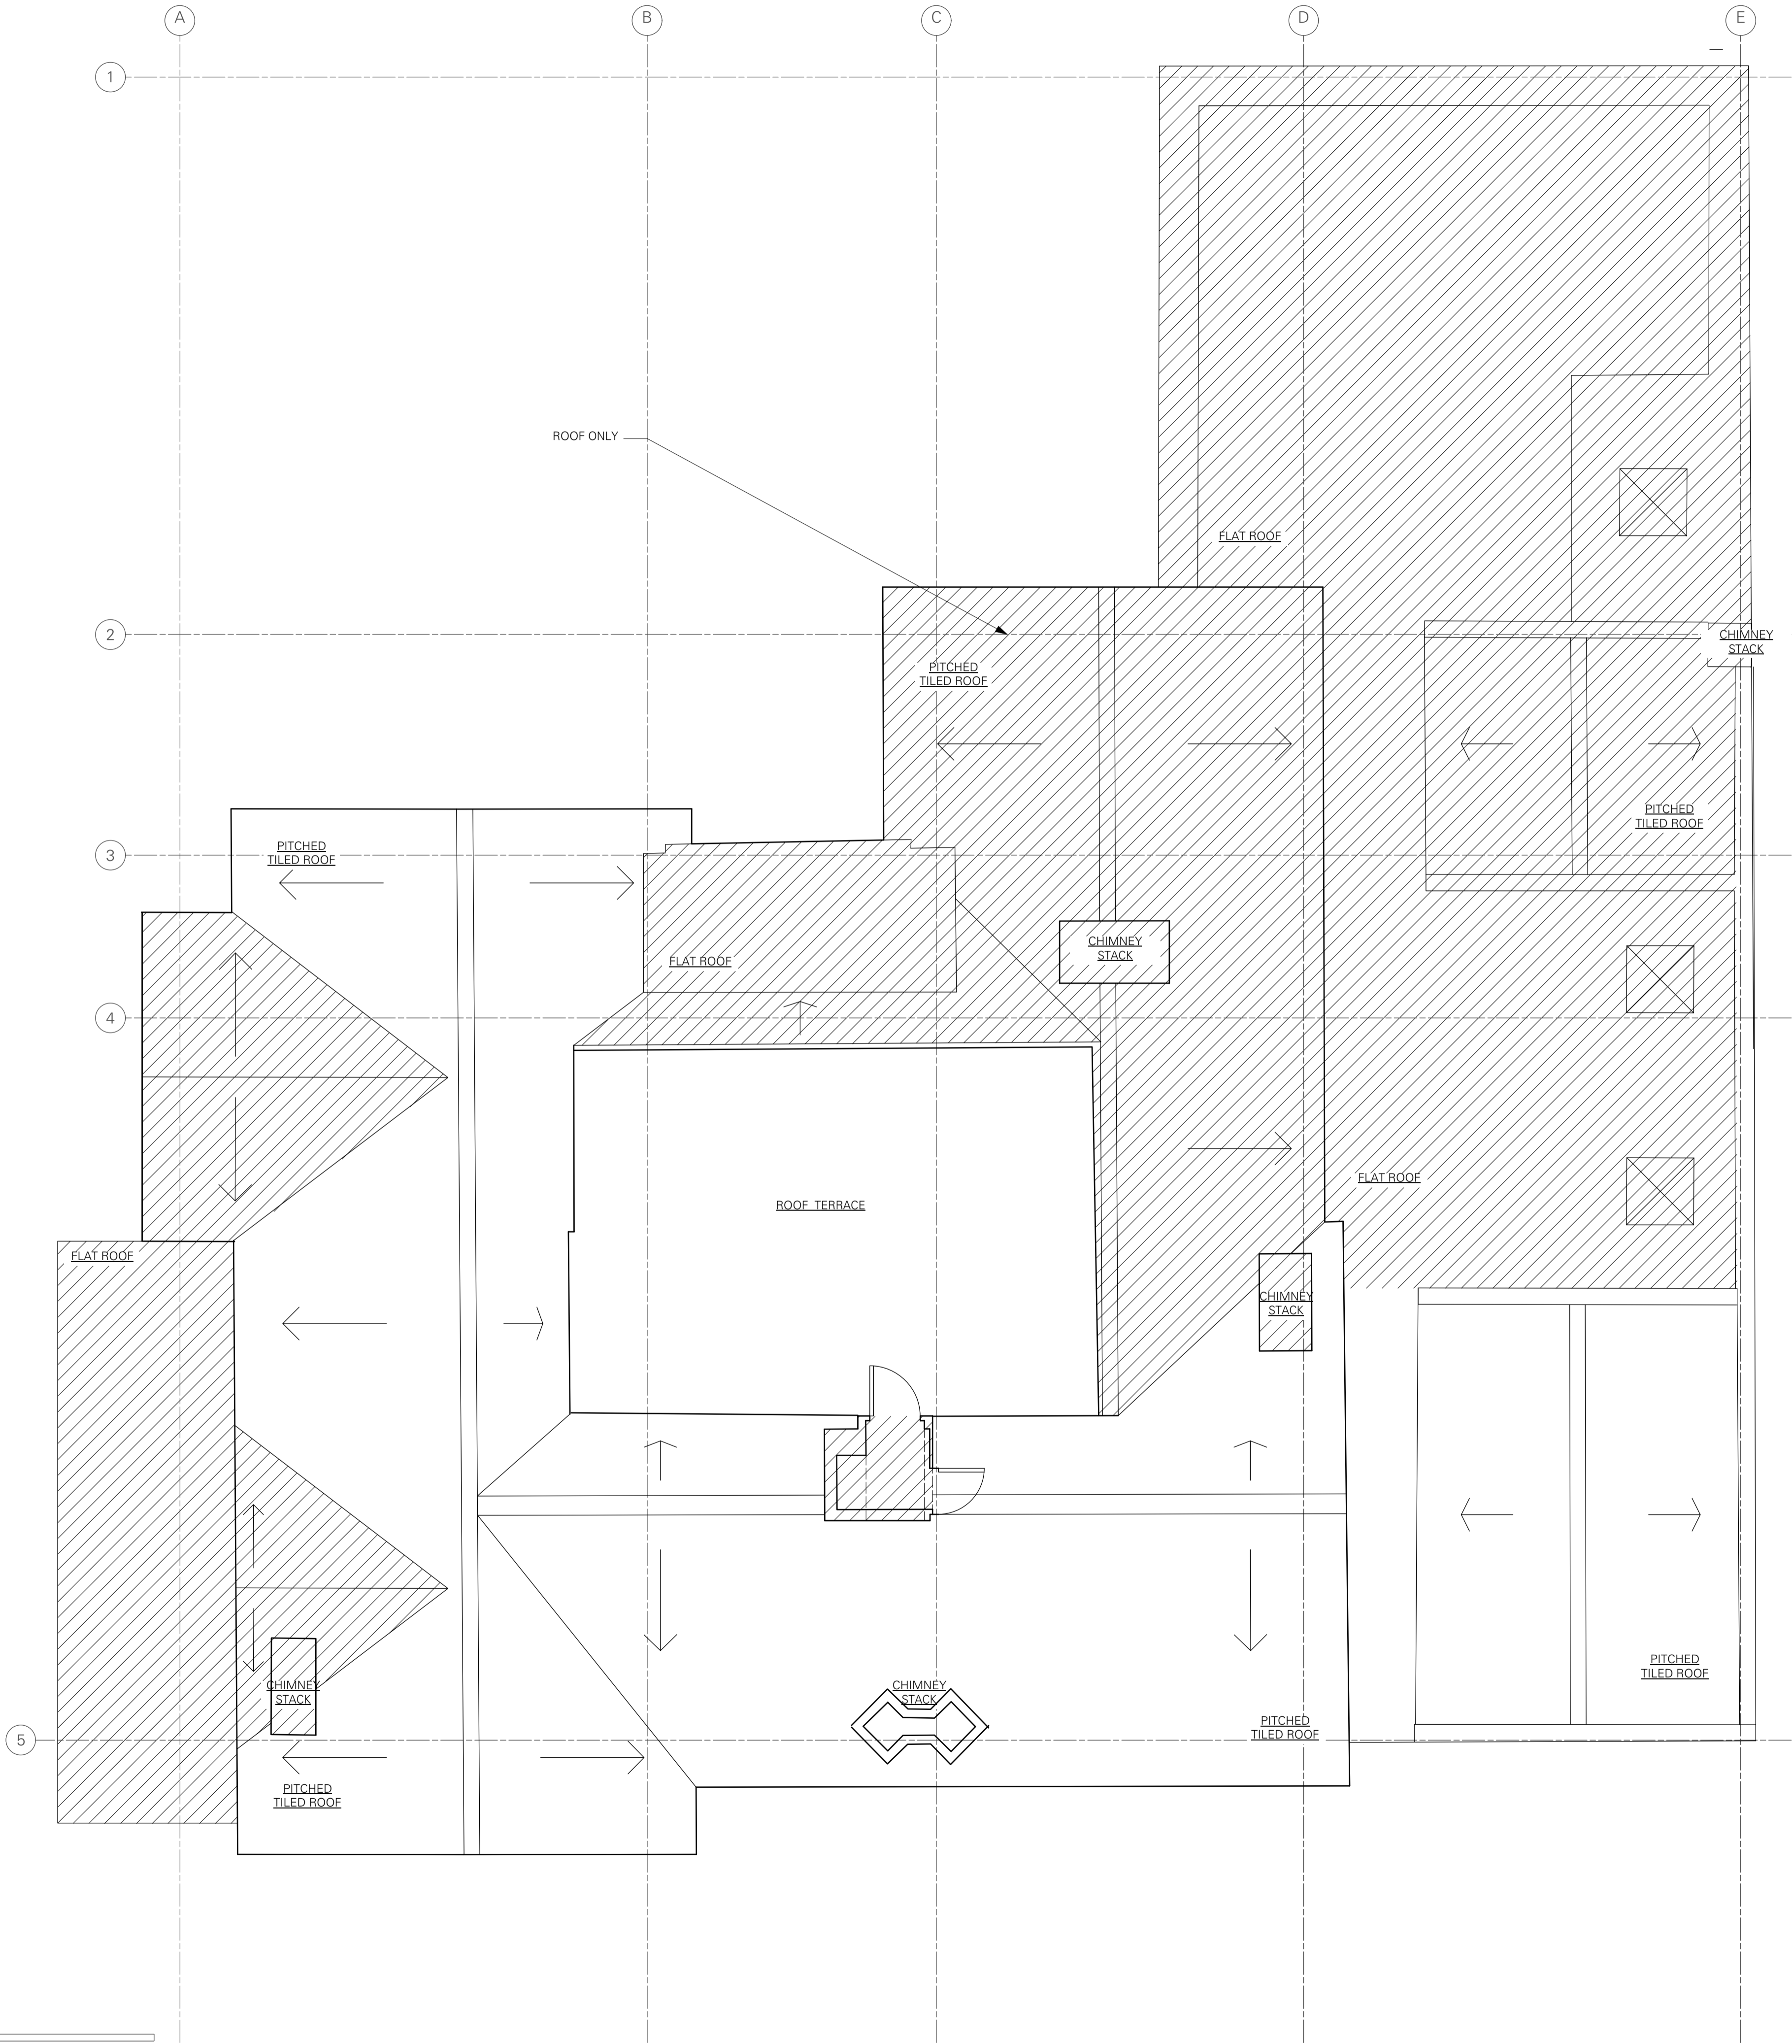 A
B
C
D
E
1
ROOF ONLY
FLAT ROOF
2
CHIMNEY
STACK
PITCHED
TILED ROOF
PITCHED
TILED ROOF
PITCHED
TILED ROOF
3
CHIMNEY
STACK
FLAT ROOF
4
FLAT ROOF
ROOF TERRACE
FLAT ROOF
CHIMNEY
STACK
PITCHED
TILED ROOF
CHIMNEY
STACK
CHIMNEY
STACK
PITCHED
TILED ROOF
5
PITCHED
TILED ROOF